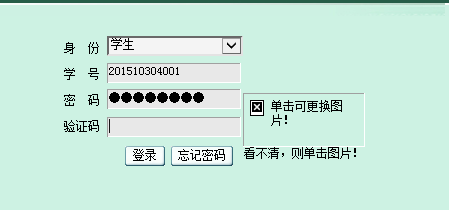 身 份 学生
学 号 201510304001
密 码 ●●●●●●●●
单击可更换图
片!
验证码
登录 忘记密码 看不清，则单击图片!